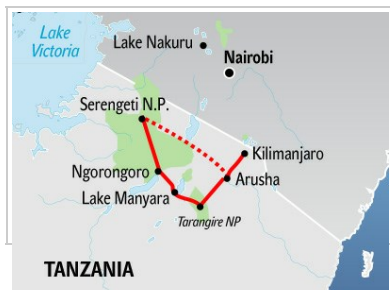 Lake
Victoria
Lake Nakuru
Nairobi
Serengeti N.P.
Kilimanjaro
Ngorongoro
Arusha
Lake Manyara
Tarangire NP
TANZANIA